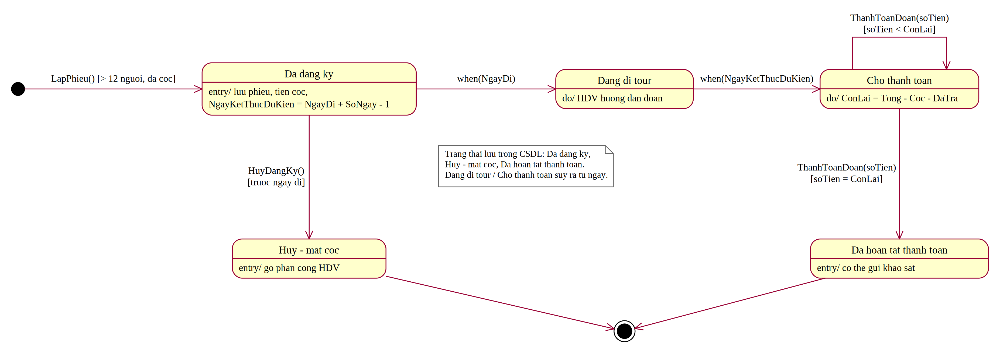 ThanhToanDoan(soTien)
[soTien < ConLai]
LapPhieu() [> 12 nguoi, da coc]
Da dang ky
entry/ luu phieu, tien coc,
NgayKetThucDuKien = NgayDi + SoNgay - 1
when(NgayDi)
Dang di tour
do/ HDV huong dan doan
when(NgayKetThucDuKien)
Cho thanh toan
do/ ConLai = Tong - Coc - DaTra
HuyDangKy()
[truoc ngay di]
Trang thai luu trong CSDL: Da dang ky,
Huy - mat coc, Da hoan tat thanh toan.
Dang di tour / Cho thanh toan suy ra tu ngay.
ThanhToanDoan(soTien)
[soTien = ConLai]
Huy - mat coc
entry/ go phan cong HDV
Da hoan tat thanh toan
entry/ co the gui khao sat